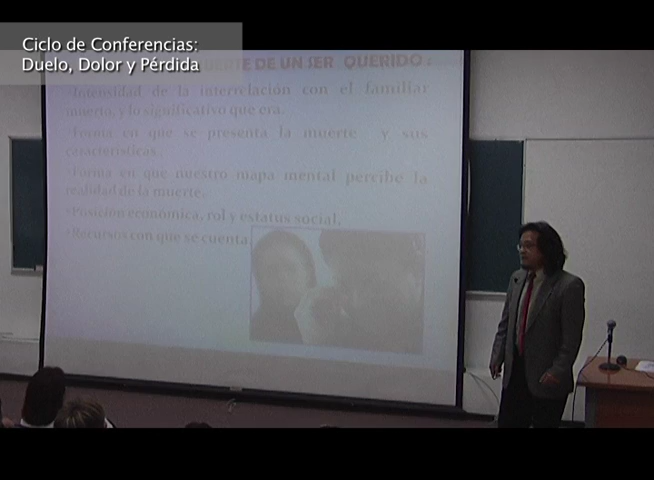 Ciclo de Conferencias:
Duelo, Dolor y Pérdida
MUERTE DE UN SER QUERIDO :
•Intensidad de la interrelación con el familiar
muerto, y lo significativo que era.
•Forma en que se presenta la muerte y sus
características.
•Forma en que nuestro mapa mental percibe la
realidad de la muerte.
•Posición económica, rol y estatus social.
•Recursos con que se cuenta